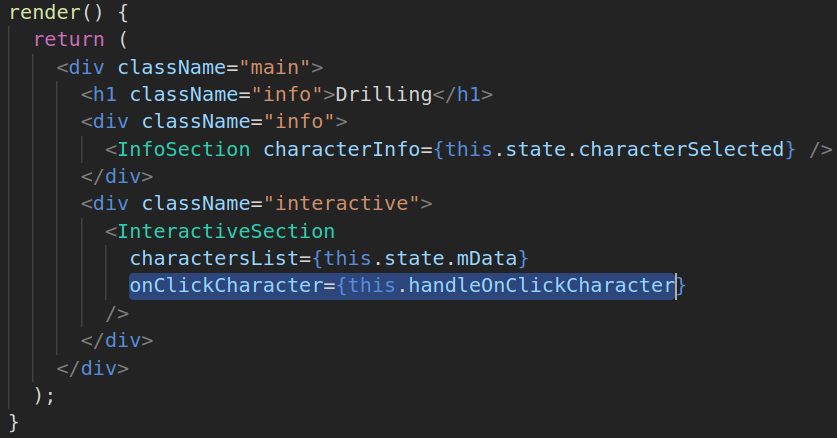 render() {
return (
<div className="main">
<h1 className="info">Drilling</h1>
<div className="info">
<InfoSection characterInfo={this.state.characterSelected} />
</div>
<div className="interactive">
<InteractiveSection
charactersList={this.state.mData}
onClickCharacter={this.handleOnClickCharacter}
/>
</div>
</div>
);
}